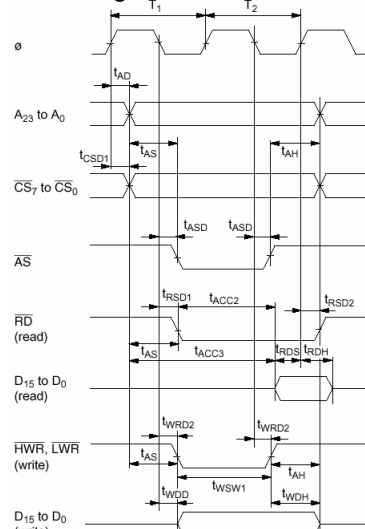 T1 T2
ø
tAD
A23 to A0
tAS tAH
tCSD1
CS7 to CS0
tASD tASD
AS
tRSD1 tACC2 tRSD2
RD
(read)
tAS tACC3 tRDS tRDH
D15 to D0
(read)
tWRD2 tWRD2
HWR, LWR
(write)
tAS tAH
tWSW1
tWDD tWDH
D15 to D0
(write)